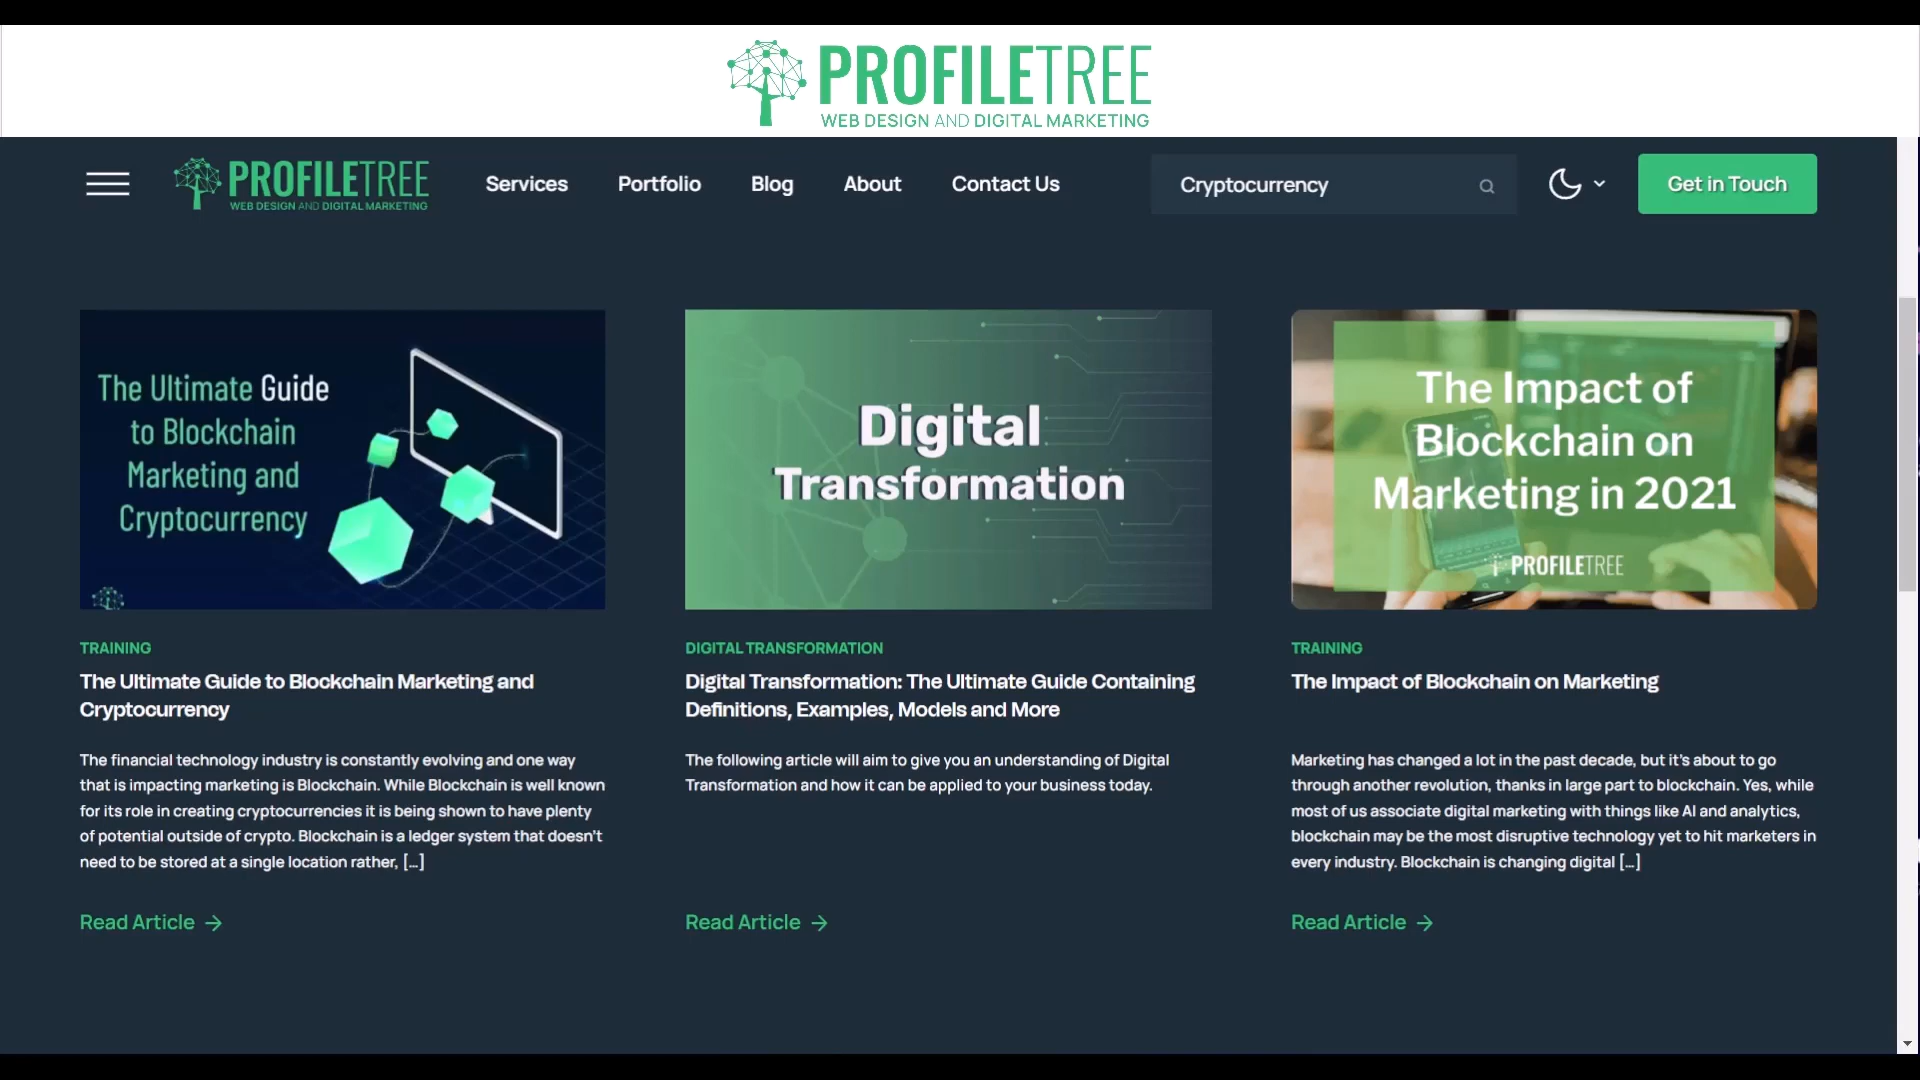 PROFILETREE
WEB DESIGN AND DIGITAL MARKETING
PROFILETREE
WEB DESIGN AND DIGITAL MARKETING
Services
Portfolio
Blog
About
Contact Us
Cryptocurrency
Get in Touch
The Ultimate Guide
to Blockchain
Marketing and
Cryptocurrency
Digital
Transformation
The Impact of
Blockchain on
Marketing in 2021
PROFILETREE
TRAINING
The Ultimate Guide to Blockchain Marketing and
Cryptocurrency
The financial technology industry is constantly evolving and one way
that is impacting marketing is Blockchain. While Blockchain is well known
for its role in creating cryptocurrencies it is being shown to have plenty
of potential outside of crypto. Blockchain is a ledger system that doesn't
need to be stored at a single location rather, [...]
Read Article
DIGITAL TRANSFORMATION
Digital Transformation: The Ultimate Guide Containing
Definitions, Examples, Models and More
The following article will aim to give you an understanding of Digital
Transformation and how it can be applied to your business today.
Read Article
TRAINING
The Impact of Blockchain on Marketing
Marketing has changed a lot in the past decade, but it's about to go
through another revolution, thanks in large part to blockchain. Yes, while
most of us associate digital marketing with things like AI and analytics,
blockchain may be the most disruptive technology yet to hit marketers in
every industry. Blockchain is changing digital [...]
Read Article